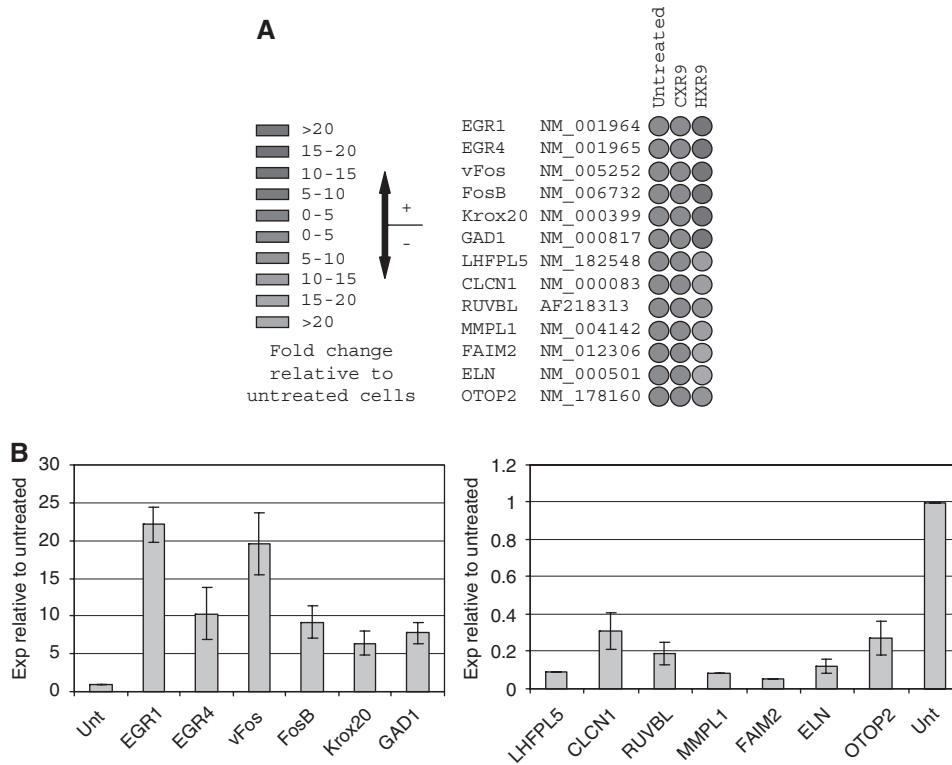 A
Untreated
CXR9
HXR9
>20
15-20
10-15
5-10
0-5
0-5
5-10
10-15
15-20
>20
+
-
Fold change
relative to
untreated cells
EGR1 NM_001964
EGR4 NM_001965
vFos NM_005252
FosB NM_006732
Krox20 NM_000399
GAD1 NM_000817
LHFPL5 NM_182548
CLCN1 NM_000083
RUVBL AF218313
MMPL1 NM_004142
FAIM2 NM_012306
ELN NM_000501
OTOP2 NM_178160
B
Exp relative to untreated
30
25
20
15
10
5
0
Unt
EGR1
EGR4
vFos
FosB
Krox20
GAD1
Exp relative to untreated
1.2
1
0.8
0.6
0.4
0.2
0
LHFPL5
CLCN1
RUVBL
MMPL1
FAIM2
ELN
OTOP2
Unt